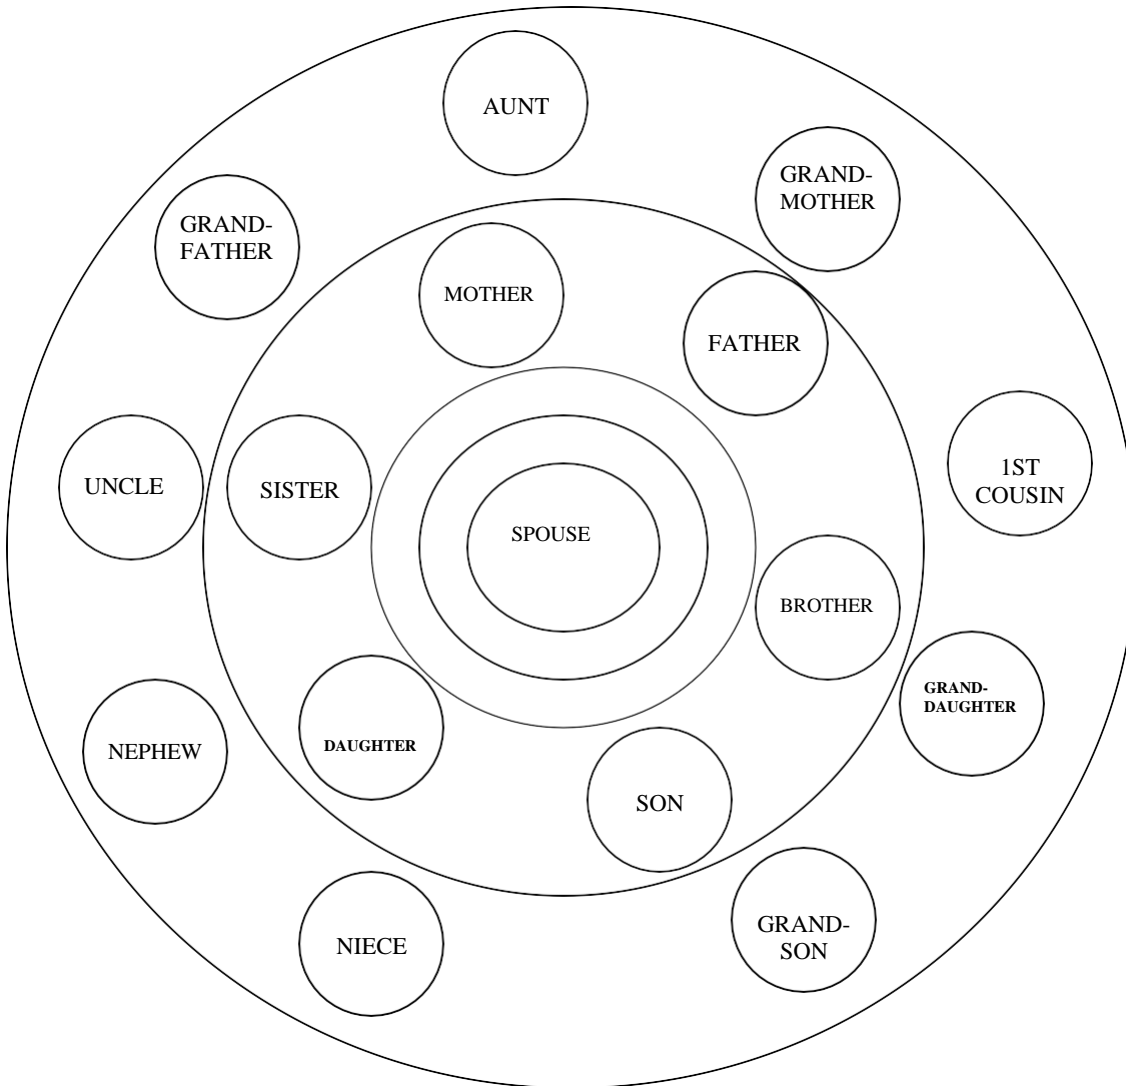 AUNT
GRAND-
MOTHER
GRAND-
FATHER
MOTHER
FATHER
1ST
COUSIN
UNCLE
SISTER
SPOUSE
BROTHER
GRAND-
DAUGHTER
NEPHEW
DAUGHTER
SON
GRAND-
SON
NIECE